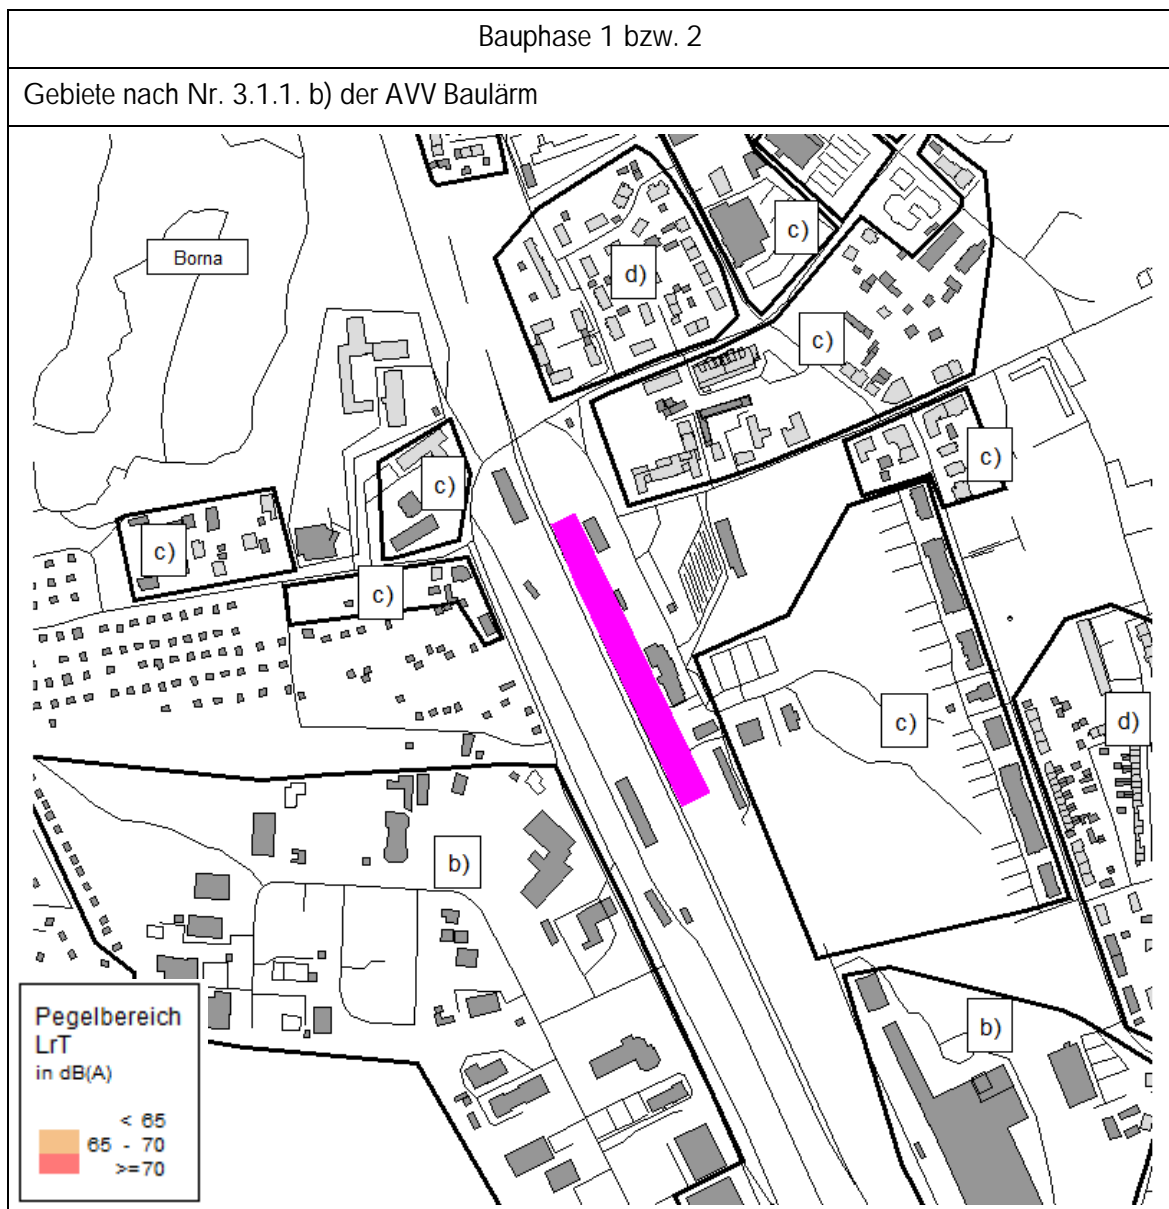 Bauphase 1 bzw. 2
Gebiete nach Nr. 3.1.1. b) der AVV Baulärm
Borna
d)
c)
c)
c)
c)
c)
c)
c)
d)
b)
b)
Pegelbereich
LrT
in dB(A)
< 65
65 - 70
>=70